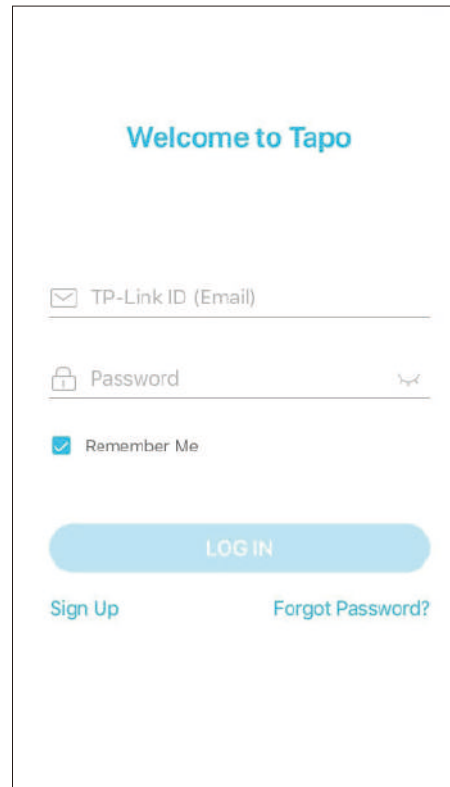 Welcome to Tapo
TP-Link ID (Email)
Password
Remember Me
LOG IN
Sign Up Forgot Password?